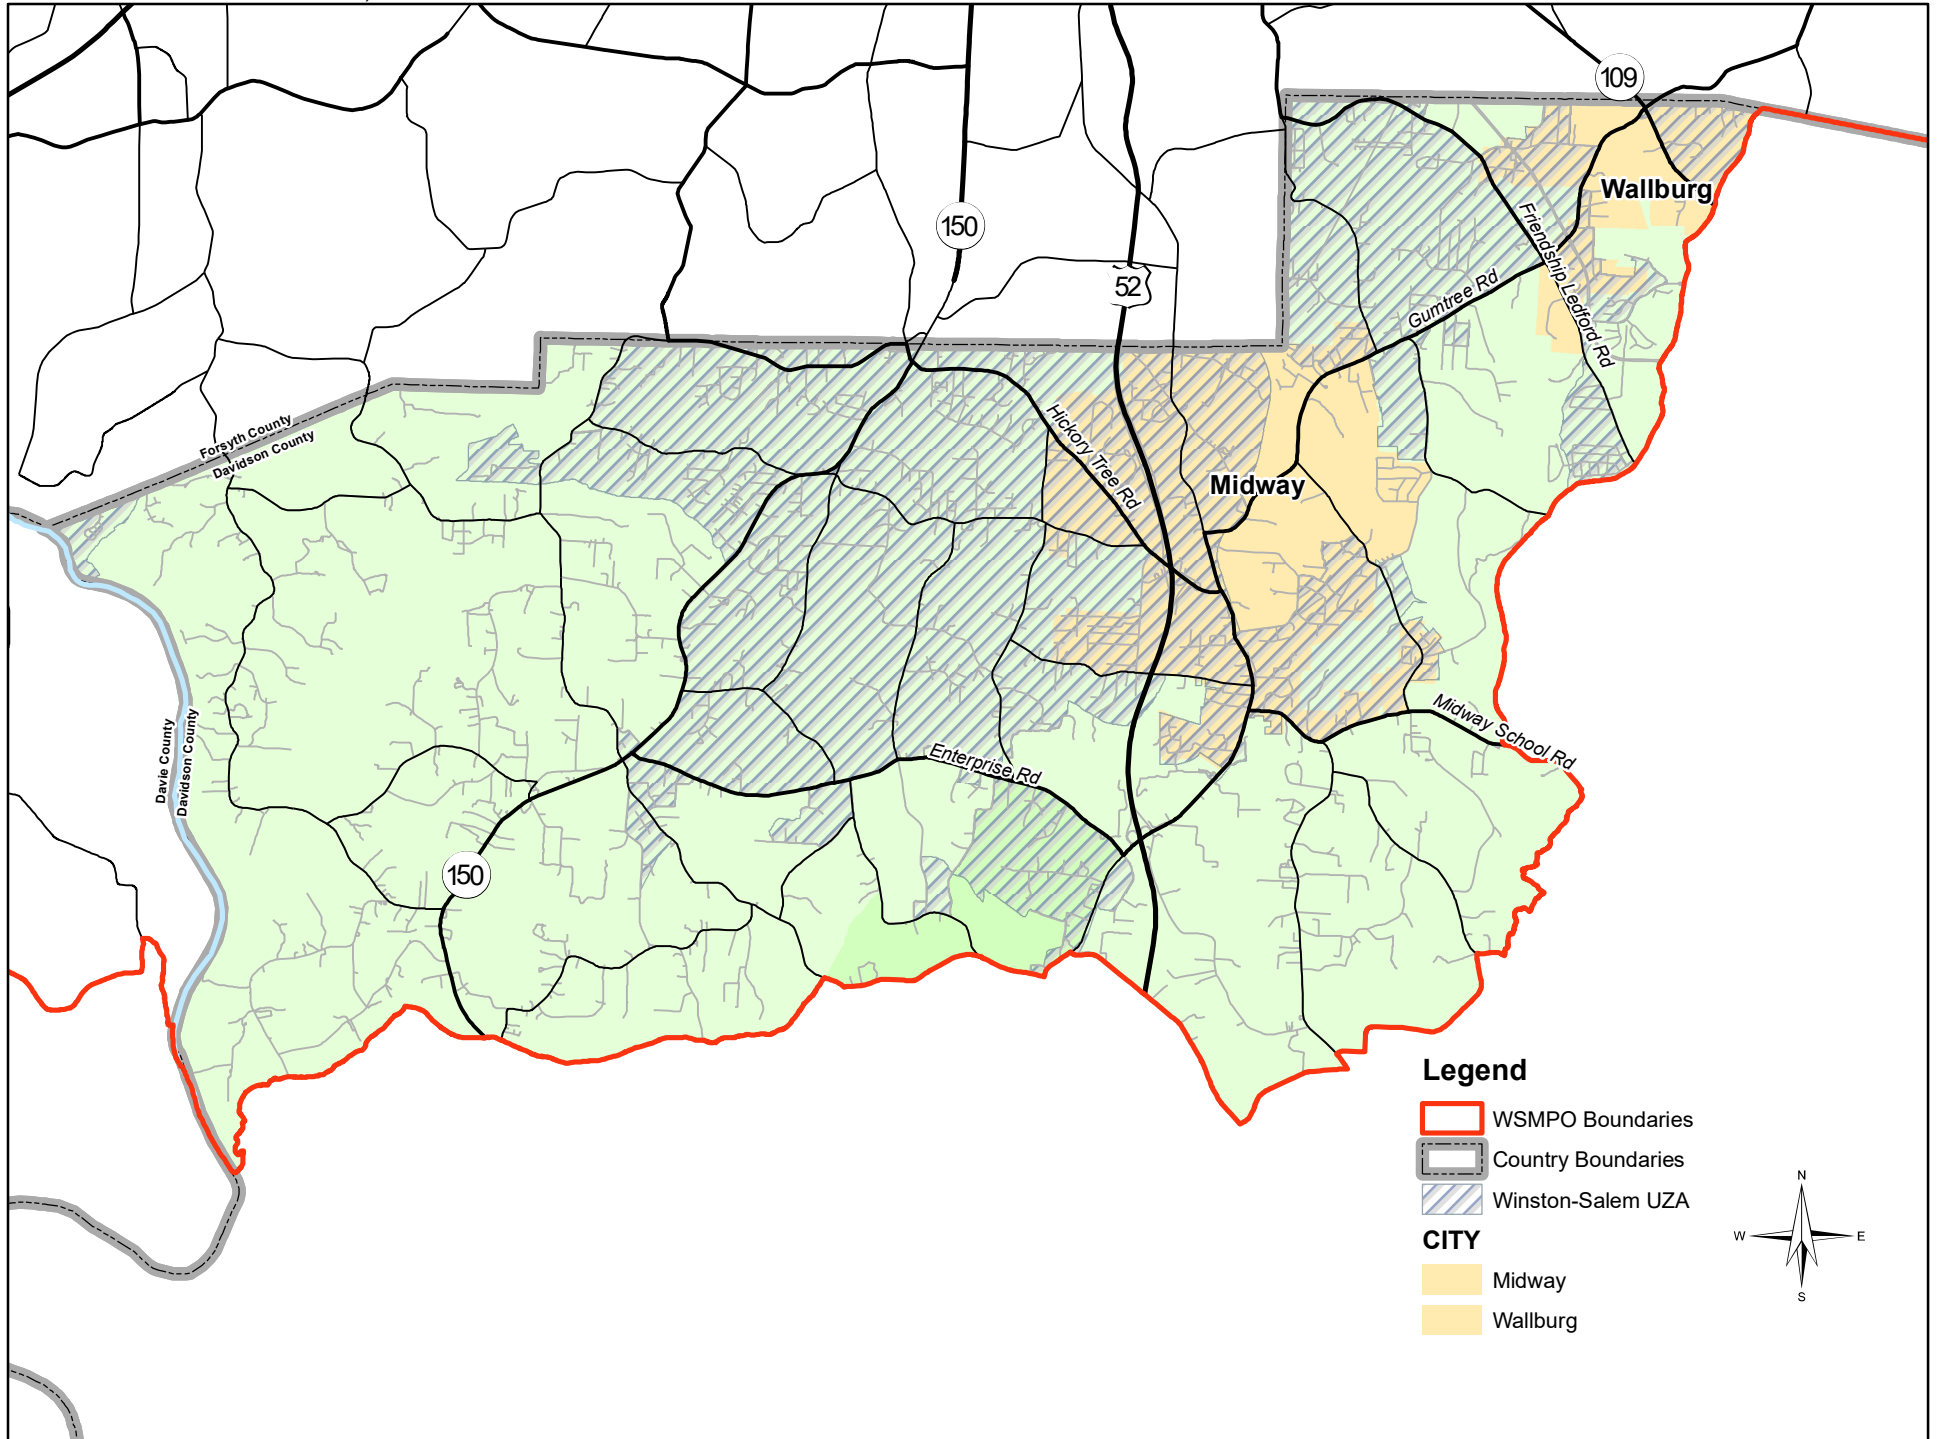 109
Wallburg
150
Friendship Ledford Rd
52
Gumtree Rd
Forsyth County
Davidson County
Hickory Tree Rd
Midway
Davie County
Davidson County
Midway School Rd
Enterprise Rd
150
Legend
WSMPO Boundaries
Country Boundaries
Winston-Salem UZA
CITY
Midway
Wallburg
N
W
E
S